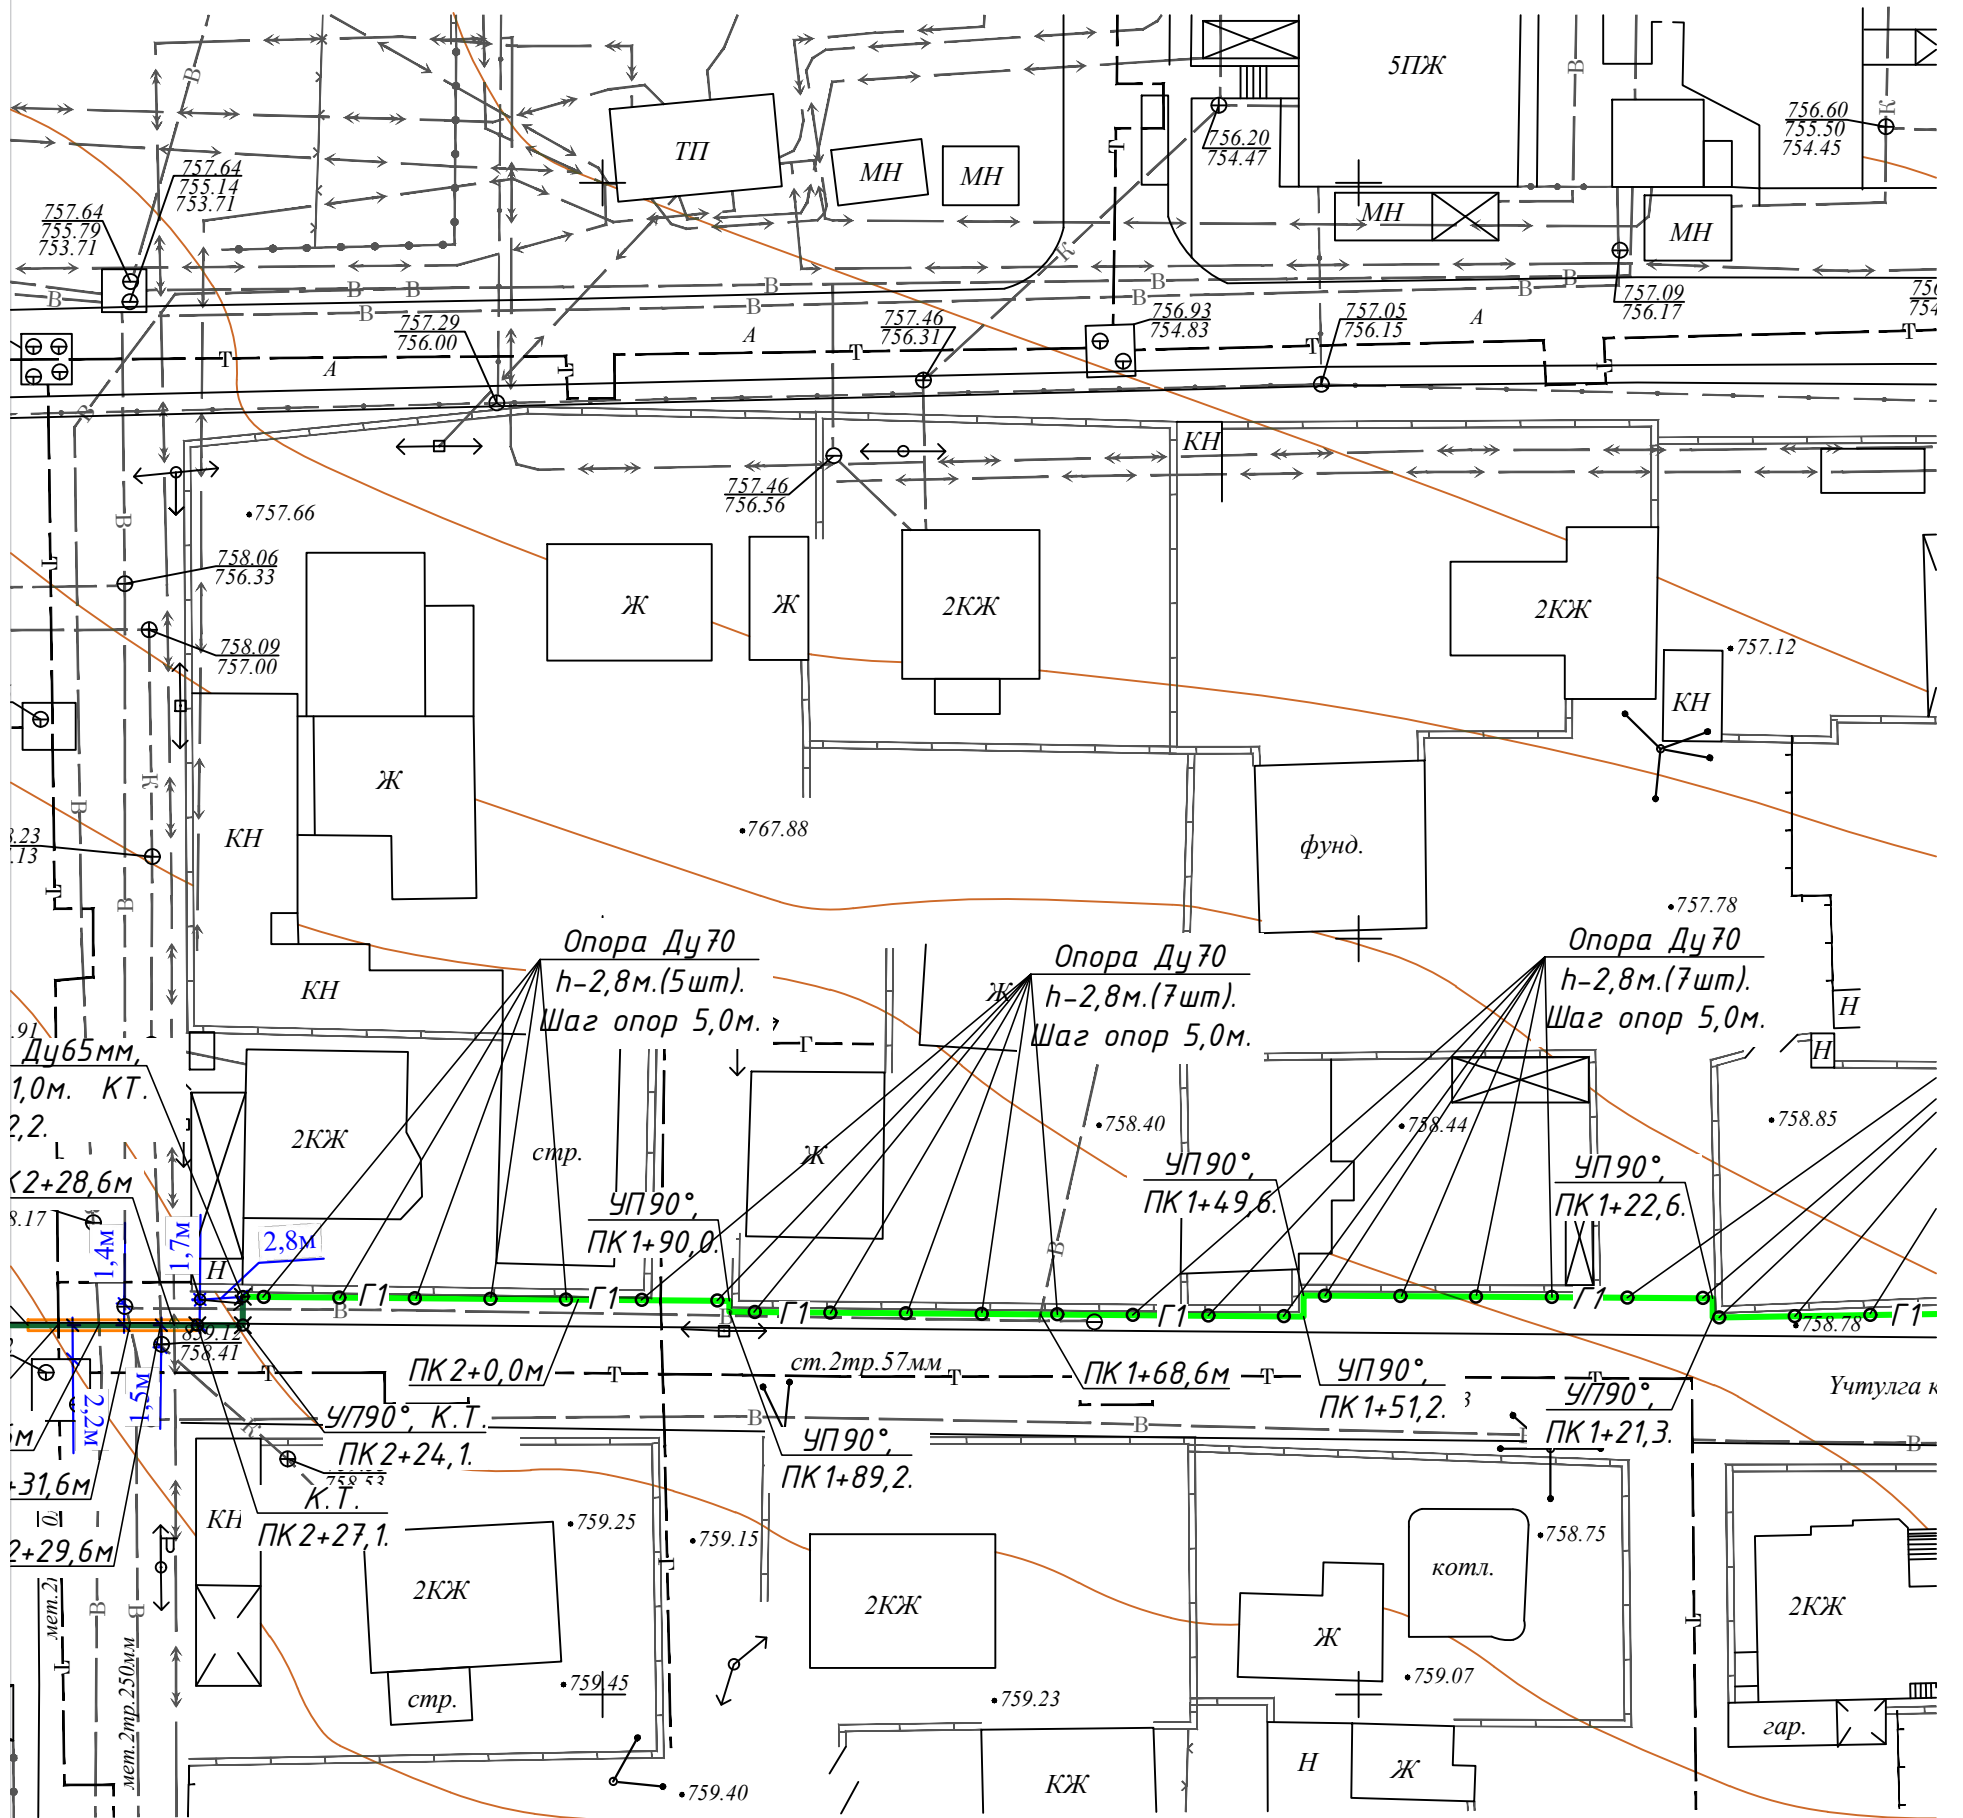 В
5ПЖ
В
756.60
755.50
754.45
К
ТП
МН
МН
Т
756.20
754.47
757.64
755.14
753.71
757.64
755.79
753.71
МН
МН
К
В
В
В
В
В
В
В
В
В
В
757.29
756.00
757.46
756.31
756.93
754.83
757.05
756.15
757.09
756.17
А
А
А
Т
Т
Т
Т
Т
Т
В
КН
757.46
756.56
757.66
В
758.06
756.33
Т
758.09
757.00
Ж
Ж
2КЖ
2КЖ
757.12
КН
К
Ж
В
КН
767.88
фунд.
Т
В
757.78
КН
Опора Ду70
h-2,8м.(5шт).
Шаг опор 5,0м.
Опора Ду70
h-2,8м.(7шт).
Шаг опор 5,0м.
Опора Ду70
h-2,8м.(7шт).
Шаг опор 5,0м.
Ж
Г
Н
Н
Ду65мм,
1,0м. КТ.
2,2.
2КЖ
стр.
Ж
758.40
758.44
758.85
К2+28,6м
УП90°,
ПК1+90,0.
УП90°,
ПК1+49,6.
УП90°,
ПК1+22,6.
1,4м
1,7м
2,8м
Н
В
Г1
Г1
Г1
Г1
Г1
Г1
В
В
758.78
758.41
Т
ПК2+0,0м
Т
ст.2тр.57мм
Т
ПК1+68,6м
Т
УП90°,
ПК1+51,2.
Т
УП90°,
ПК1+21,3.
Үчтулга к
2,2м
1,5м
К
УП90°, К.Т.
ПК2+24,1.
758.53
В
УП90°,
ПК1+89,2.
В
В
+31,6м
2+29,6м
КН
К.Т.
ПК2+27,1.
759.25
759.15
758.75
котл.
2КЖ
2КЖ
2КЖ
Ж
Т
В
В
мет.2тр.250мм
Т
Т
стр.
759.45
759.23
759.07
гар.
КЖ
Н
Ж
759.40